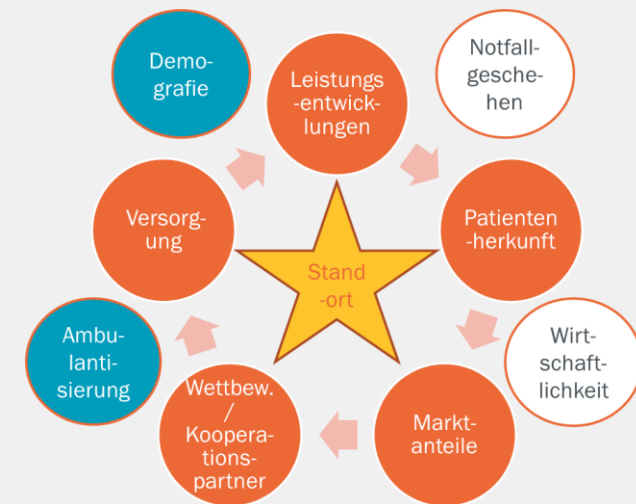 Demo-
grafie
Leistungs
-entwick-
lungen
Notfall-
gesche-
hen
Versorg-
ung
Patienten
-herkunft
Stand
-ort
Ambu-
lanti-
sierung
Wirt-
schaft-
lichkeit
Wettbew.
/
Koopera-
tions-
partner
Markt-
anteile